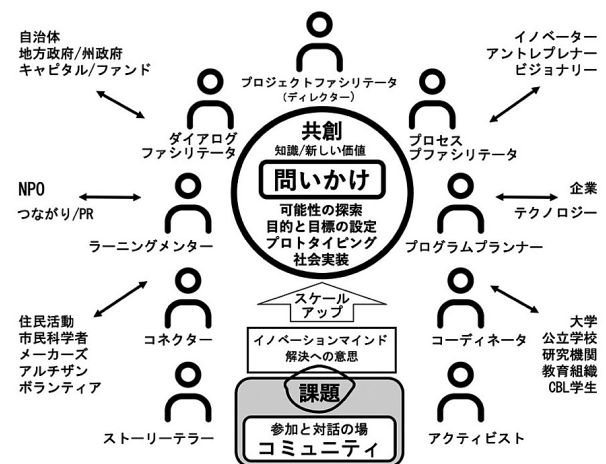 自治体
地方政府/州政府
キャピタル/ファンド
イノベーター
アントレプレナー
ビジョナリー
プロジェクトファシリテータ
(ディレクター)
ダイアログ
ファシリテータ
プロセス
プファシリテータ
共創
知識/新しい価値
問いかけ
可能性の探索
目的と目標の設定
プロトタイピング
社会実装
NPO
つながり/PR
企業
テクノロジー
ラーニングメンター
プログラムプランナー
スケール
アップ
住民活動
市民科学者
メーカーズ
アルチザン
ボランティア
コネクター
コーディネータ
大学
公立学校
研究機関
教育組織
CBL学生
イノベーションマインド
解決への意思
課題
参加と対話の場
コミュニティ
ストーリーテラー
アクティビスト